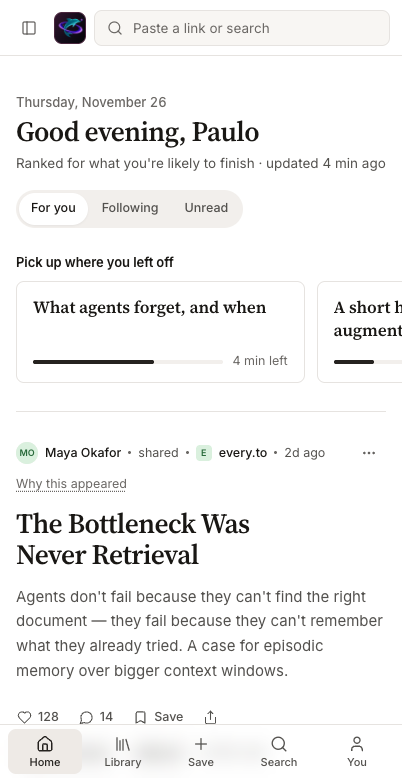 Paste a link or search
Thursday, November 26
Good evening, Paulo
Ranked for what you're likely to finish · updated 4 min ago
For you
Following
Unread
Pick up where you left off
What agents forget, and when
4 min left
A short
augment
MO Maya Okafor • shared • E every.to • 2d ago
Why this appeared
The Bottleneck Was
Never Retrieval
Agents don't fail because they can't find the right
document — they fail because they can't remember
what they already tried. A case for episodic
memory over bigger context windows.
128
14
Save
Home
Library
Save
Search
You